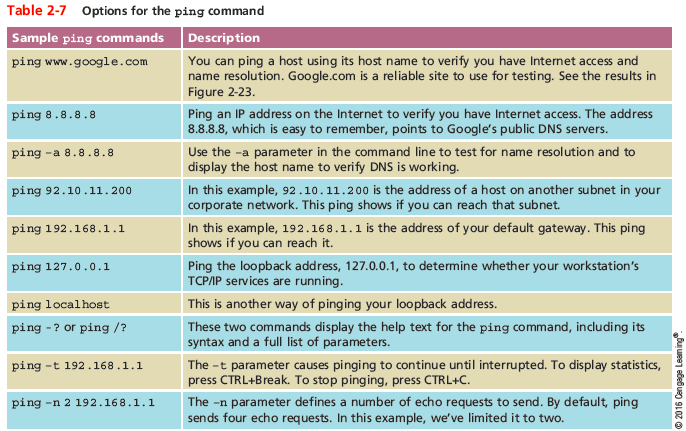 Table 2-7 Options for the ping command
Sample ping commands Description
ping www.google.com You can ping a host using its host name to verify you have Internet access and
name resolution. Google.com is a reliable site to use for testing. See the results in
Figure 2-23.
ping 8.8.8.8 Ping an IP address on the Internet to verify you have Internet access. The address
8.8.8.8, which is easy to remember, points to Google's public DNS servers.
ping –a 8.8.8.8 Use the –a parameter in the command line to test for name resolution and to
display the host name to verify DNS is working.
ping 92.10.11.200 In this example, 92.10.11.200 is the address of a host on another subnet in your
corporate network. This ping shows if you can reach that subnet.
ping 192.168.1.1 In this example, 192.168.1.1 is the address of your default gateway. This ping
shows if you can reach it.
ping 127.0.0.1 Ping the loopback address, 127.0.0.1, to determine whether your workstation's
TCP/IP services are running.
ping localhost This is another way of pinging your loopback address.
ping -? or ping /? These two commands display the help text for the ping command, including its
syntax and a full list of parameters.
ping –t 192.168.1.1 The –t parameter causes pinging to continue until interrupted. To display statistics,
press CTRL+Break. To stop pinging, press CTRL+C.
ping –n 2 192.168.1.1 The –n parameter defines a number of echo requests to send. By default, ping
sends four echo requests. In this example, we've limited it to two.
© 2016 Cengage Learning®.